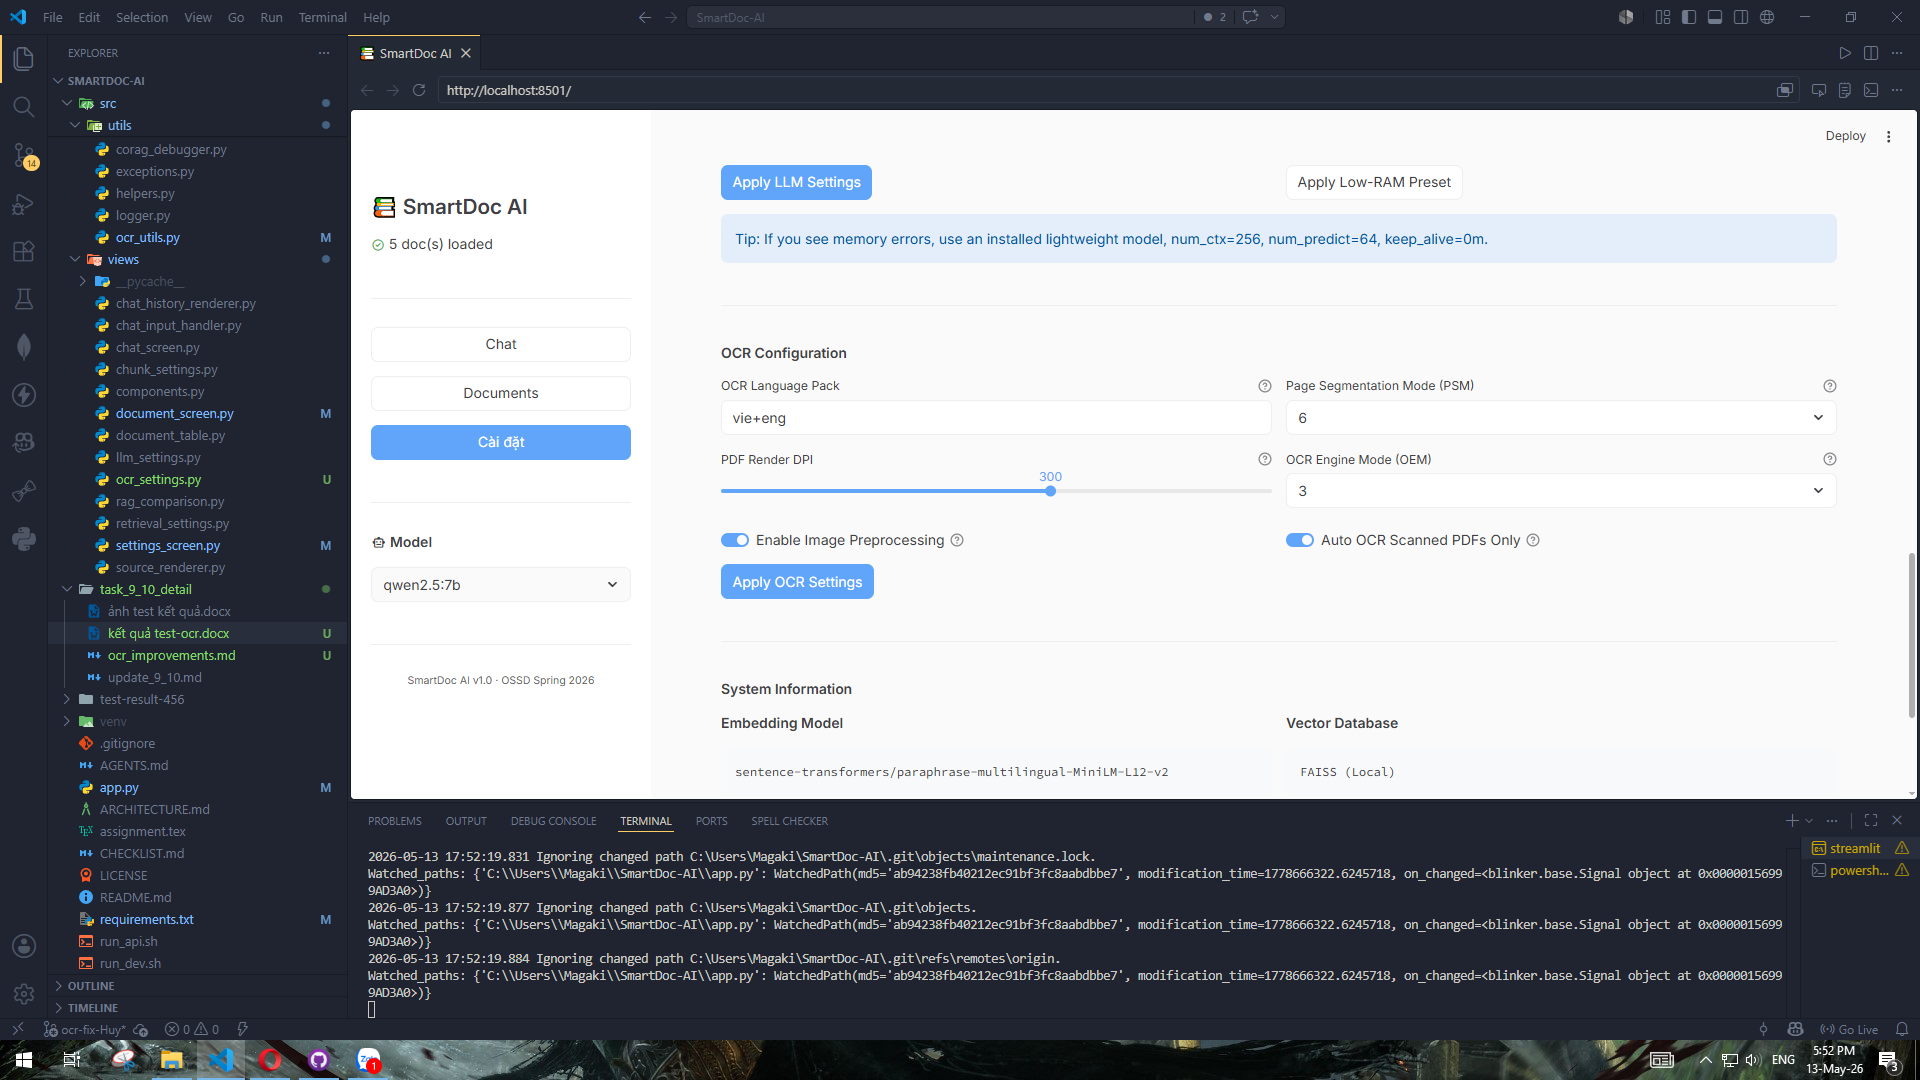 File Edit Selection View Go Run Terminal Help
SmartDoc-AI
2
EXPLORER
SMARTDOC-AI
src
utils
corag_debugger.py
exceptions.py
helpers.py
logger.py
ocr_utils.py M
views
__pycache__
chat_history_renderer.py
chat_input_handler.py
chat_screen.py
chunk_settings.py
components.py
document_screen.py M
document_table.py
llm_settings.py
ocr_settings.py U
rag_comparison.py
retrieval_settings.py
settings_screen.py M
source_renderer.py
task_9_10_detail
ảnh test kết quả.docx
kết quả test-ocr.docx U
ocr_improvements.md U
update_9_10.md
test-result-456
venv
.gitignore
AGENTS.md
app.py M
ARCHITECTURE.md
assignment.tex
CHECKLIST.md
LICENSE
README.md
requirements.txt M
run_api.sh
run_dev.sh
OUTLINE
TIMELINE
14
SmartDoc AI
http://localhost:8501/
Deploy
SmartDoc AI
5 doc(s) loaded
Chat
Documents
Cài đặt
Model
qwen2.5:7b
SmartDoc AI v1.0 · OSSD Spring 2026
Apply LLM Settings
Apply Low-RAM Preset
Tip: If you see memory errors, use an installed lightweight model, num_ctx=256, num_predict=64, keep_alive=0m.
OCR Configuration
OCR Language Pack
vie+eng
Page Segmentation Mode (PSM)
6
PDF Render DPI
300
OCR Engine Mode (OEM)
3
Enable Image Preprocessing
Auto OCR Scanned PDFs Only
Apply OCR Settings
System Information
Embedding Model
Vector Database
sentence-transformers/paraphrase-multilingual-MiniLM-L12-v2
FAISS (Local)
PROBLEMS OUTPUT DEBUG CONSOLE TERMINAL PORTS SPELL CHECKER
2026-05-13 17:52:19.831 Ignoring changed path C:\Users\Magaki\SmartDoc-AI\.git\objects\maintenance.lock.
Watched_paths: {'C:\\Users\\Magaki\\SmartDoc-AI\\app.py': WatchedPath(md5='ab94238fb40212ec91bf3fc8aabdbbe7', modification_time=1778666322.6245718, on_changed=<blinker.base.Signal object at 0x0000015699
9AD3A0>)}
2026-05-13 17:52:19.877 Ignoring changed path C:\Users\Magaki\SmartDoc-AI\.git\objects.
Watched_paths: {'C:\\Users\\Magaki\\SmartDoc-AI\\app.py': WatchedPath(md5='ab94238fb40212ec91bf3fc8aabdbbe7', modification_time=1778666322.6245718, on_changed=<blinker.base.Signal object at 0x0000015699
9AD3A0>)}
2026-05-13 17:52:19.884 Ignoring changed path C:\Users\Magaki\SmartDoc-AI\.git\refs\remotes\origin.
Watched_paths: {'C:\\Users\\Magaki\\SmartDoc-AI\\app.py': WatchedPath(md5='ab94238fb40212ec91bf3fc8aabdbbe7', modification_time=1778666322.6245718, on_changed=<blinker.base.Signal object at 0x0000015699
9AD3A0>)}
streamlit
powersh...
ocr-fix-Huy*
0 0
Go Live
Zalo
1
ENG
5:52 PM
13-May-26
3